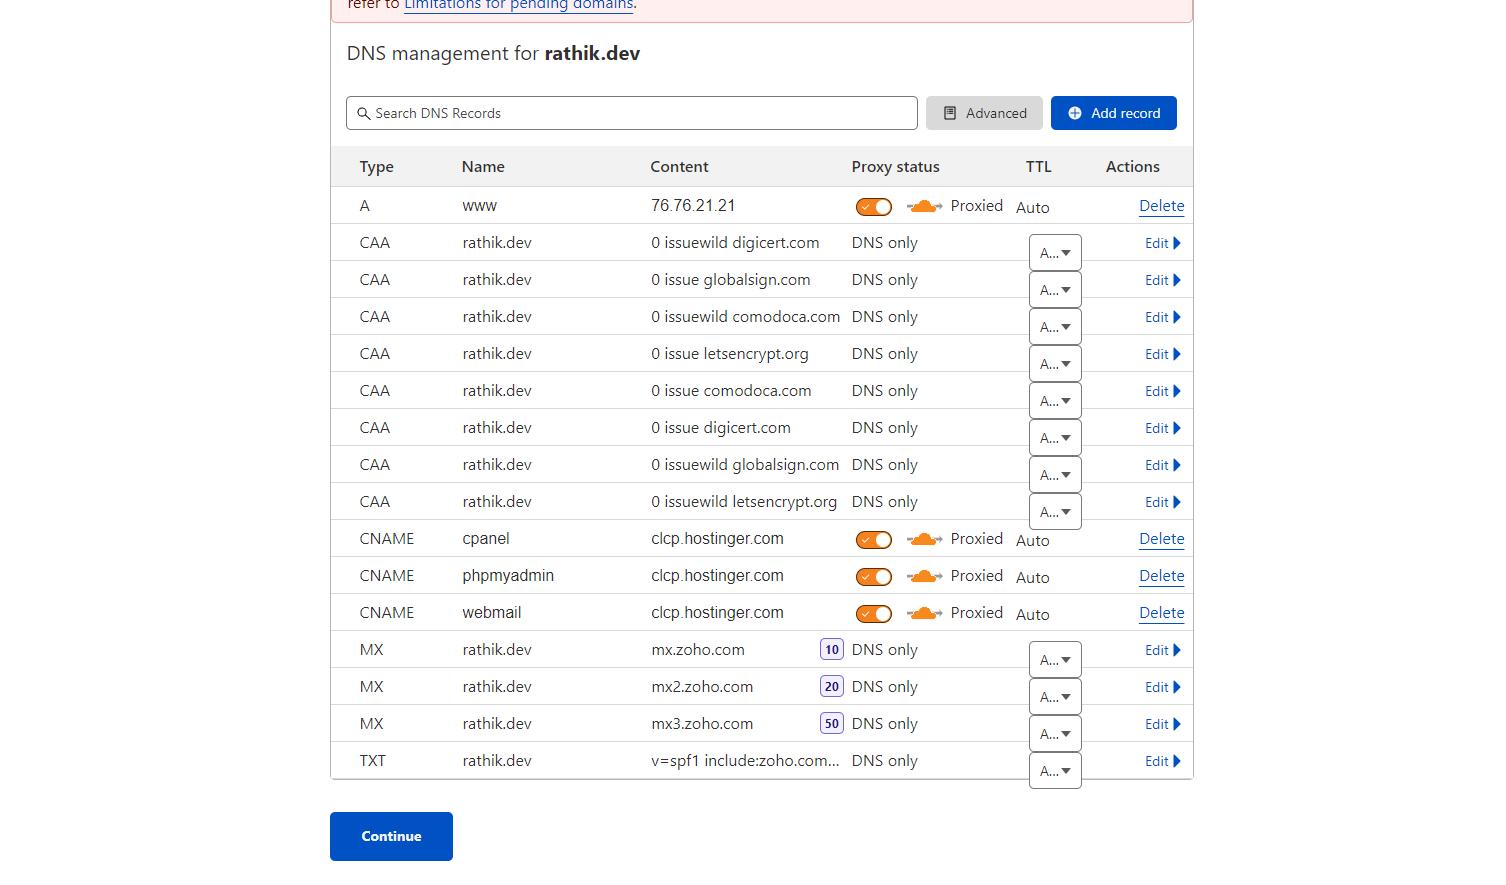 refer to Limitations for pending domains.
DNS management for rathik.dev
Search DNS Records
Advanced
Add record
Type Name Content Proxy status TTL Actions
A www 76.76.21.21 Proxied Auto Delete
CAA rathik.dev 0 issuewild digicert.com DNS only A... Edit
CAA rathik.dev 0 issue globalsign.com DNS only A... Edit
CAA rathik.dev 0 issuewild comodoca.com DNS only A... Edit
CAA rathik.dev 0 issue letsencrypt.org DNS only A... Edit
CAA rathik.dev 0 issue comodoca.com DNS only A... Edit
CAA rathik.dev 0 issue digicert.com DNS only A... Edit
CAA rathik.dev 0 issuewild globalsign.com DNS only A... Edit
CAA rathik.dev 0 issuewild letsencrypt.org DNS only A... Edit
CNAME cpanel clcp.hostinger.com Proxied Auto Delete
CNAME phpmyadmin clcp.hostinger.com Proxied Auto Delete
CNAME webmail clcp.hostinger.com Proxied Auto Delete
MX rathik.dev mx.zoho.com 10 DNS only A... Edit
MX rathik.dev mx2.zoho.com 20 DNS only A... Edit
MX rathik.dev mx3.zoho.com 50 DNS only A... Edit
TXT rathik.dev v=spf1 include:zoho.com... DNS only A... Edit
Continue